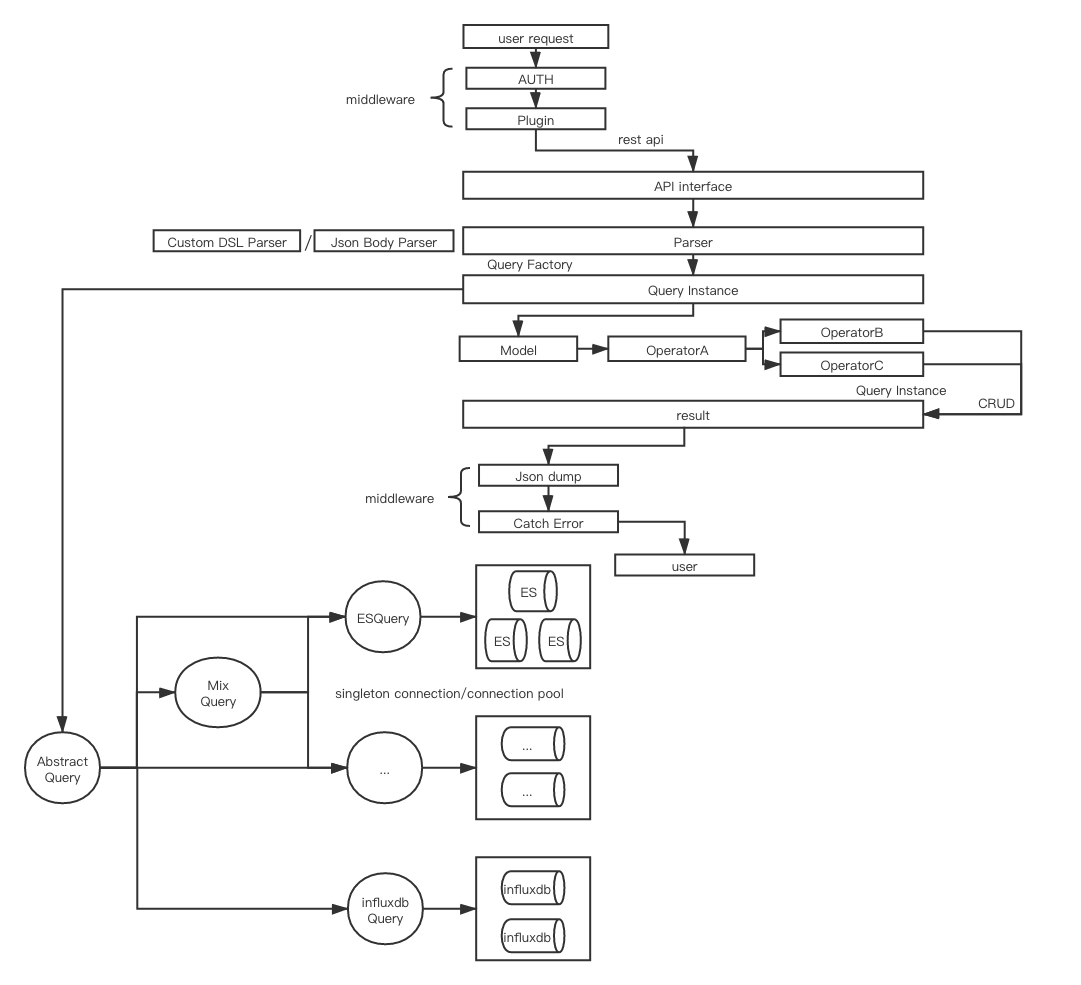 user request
AUTH
middleware
Plugin
rest api
API interface
Custom DSL Parser
/
Json Body Parser
Parser
Query Factory
Query Instance
Model
OperatorA
OperatorB
OperatorC
Query Instance
CRUD
result
Json dump
middleware
Catch Error
user
ES
ESQuery
ES
ES
Mix
Query
singleton connection/connection pool
Abstract
Query
...
...
...
influxdb
Query
influxdb
influxdb